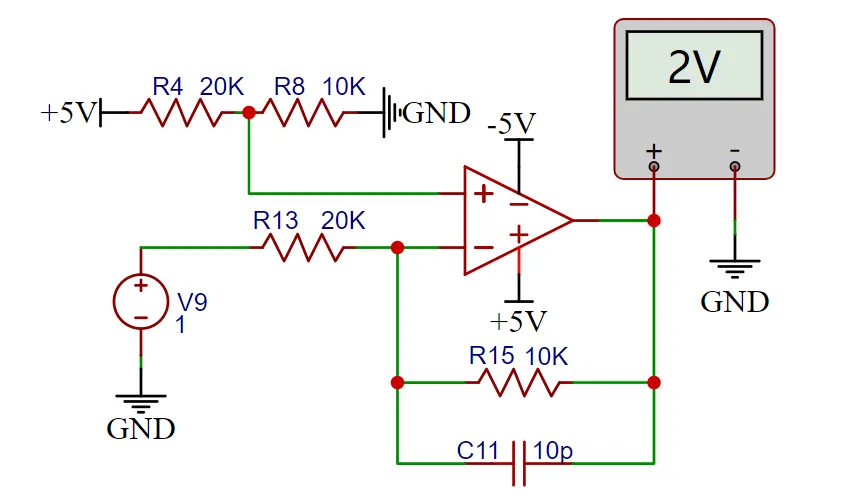 2V
R4 20K R8 10K
+5V GND
-5V
+ -
R13 20K
+ -
- +
+ -
V9
1
GND
+5V
R15 10K
GND
C11 10p